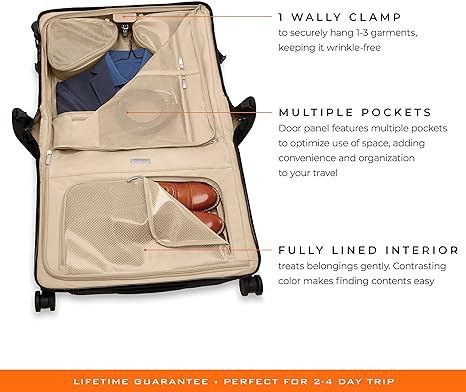 1 WALLY CLAMP
to securely hang 1-3 garments,
keeping it wrinkle-free
MULTIPLE POCKETS
Door panel features multiple pockets
to optimize use of space, adding
convenience and organization
to your travel
FULLY LINED INTERIOR
treats belongings gently. Contrasting
color makes finding contents easy
LIFETIME GUARANTEE • PERFECT FOR 2-4 DAY TRIP